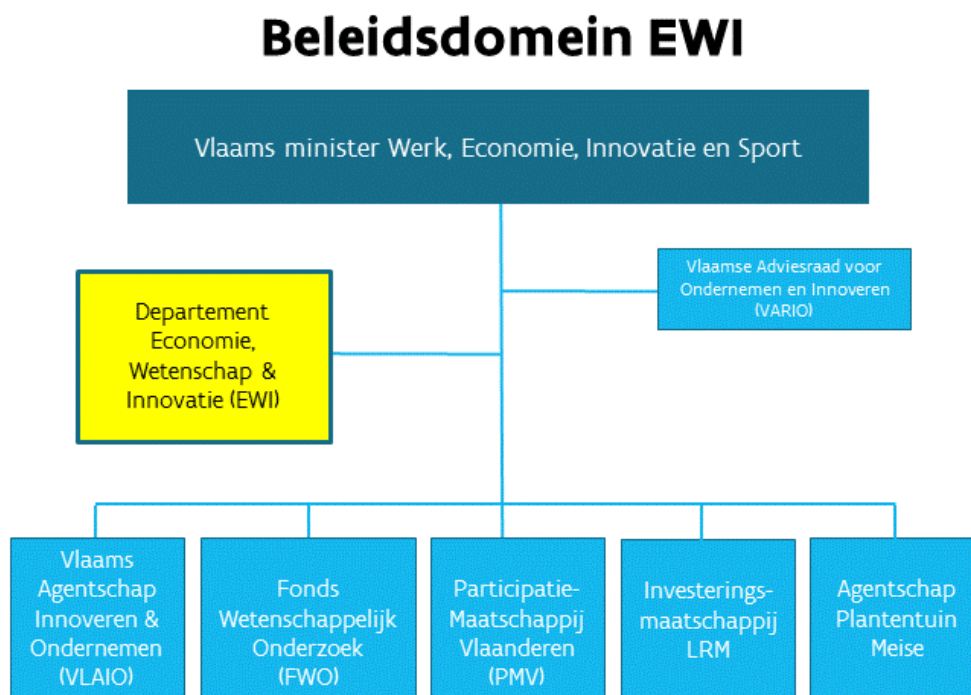 Beleidsdomein EWI
Vlaams minister Werk, Economie, Innovatie en Sport
Vlaamse Adviesraad voor
Ondernemen en Innoveren
(VARIO)
Departement
Economie,
Wetenschap &
Innovatie (EWI)
Vlaams
Agentschap
Innoveren &
Ondernemen
(VLAIO)
Fonds
Wetenschappelijk
Onderzoek
(FWO)
Participatie-
Maatschappij
Vlaanderen
(PMV)
Investerings-
maatschappij
LRM
Agentschap
Plantentuin
Meise